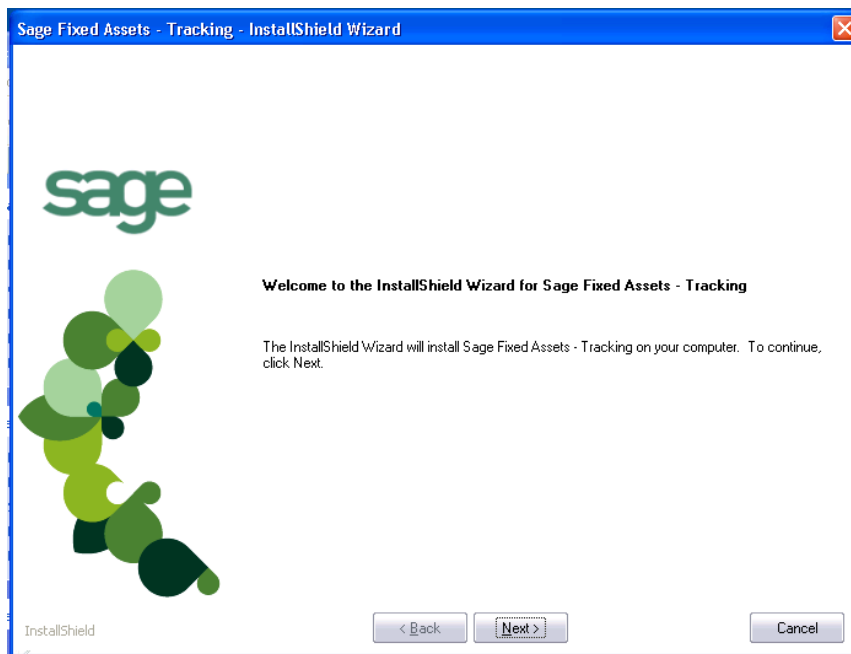 Sage Fixed Assets - Tracking - InstallShield Wizard
sage
Welcome to the InstallShield Wizard for Sage Fixed Assets - Tracking
The InstallShield Wizard will install Sage Fixed Assets - Tracking on your computer.  To continue,
click Next.
InstallShield
< Back
Next >
Cancel